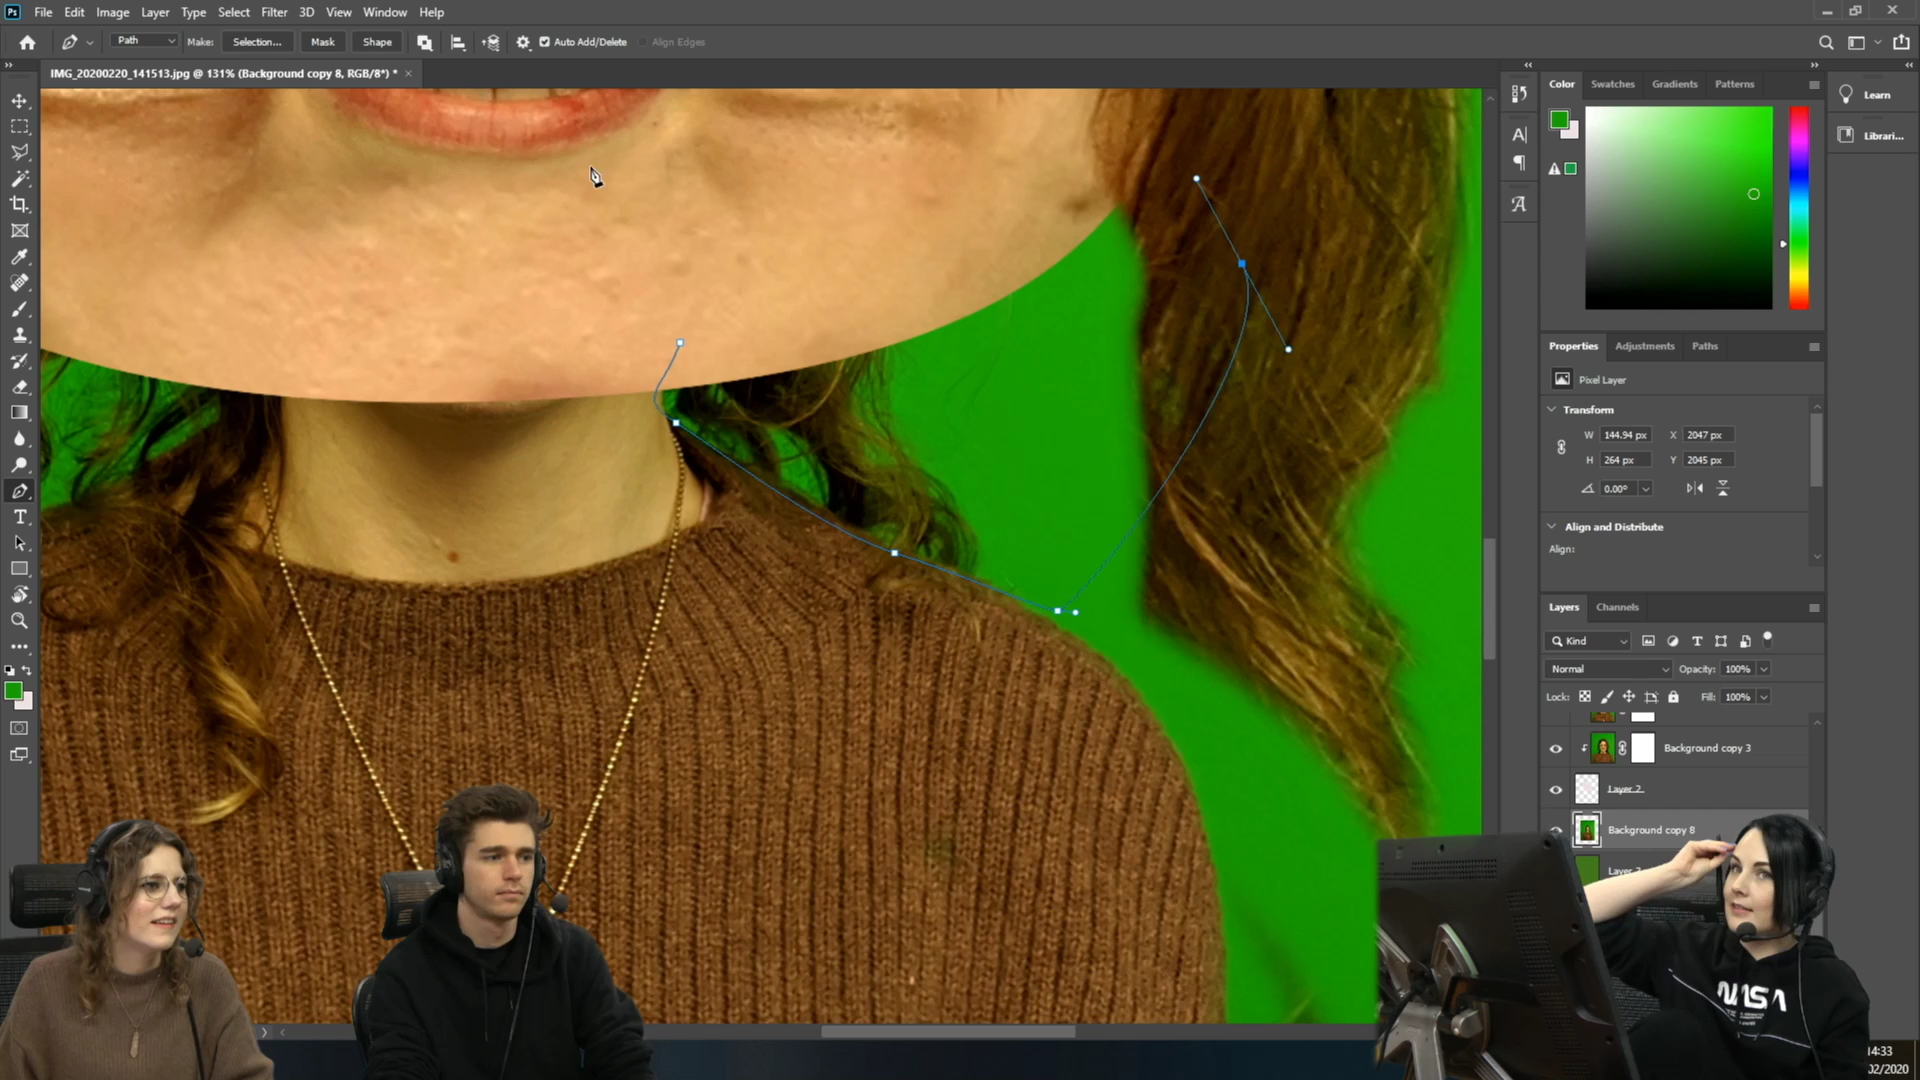 Ps File Edit Image Layer Type Select Filter 3D View Window Help
Path Make: Selection... Mask Shape Auto Add/Delete Align Edges
IMG_20200220_141513.jpg @ 131% (Background copy 8, RGB/8*) *
Color Swatches Gradients Patterns
Learn
Librari...
Properties Adjustments Paths
Pixel Layer
Transform
W 144.94 px X 2047 px
H 264 px Y 2045 px
0.00°
Align and Distribute
Align:
Layers Channels
Kind
Normal Opacity: 100%
Lock: Fill: 100%
Background copy 3
Layer 2
Background copy 8
Layer
NASA
14:33
02/2020